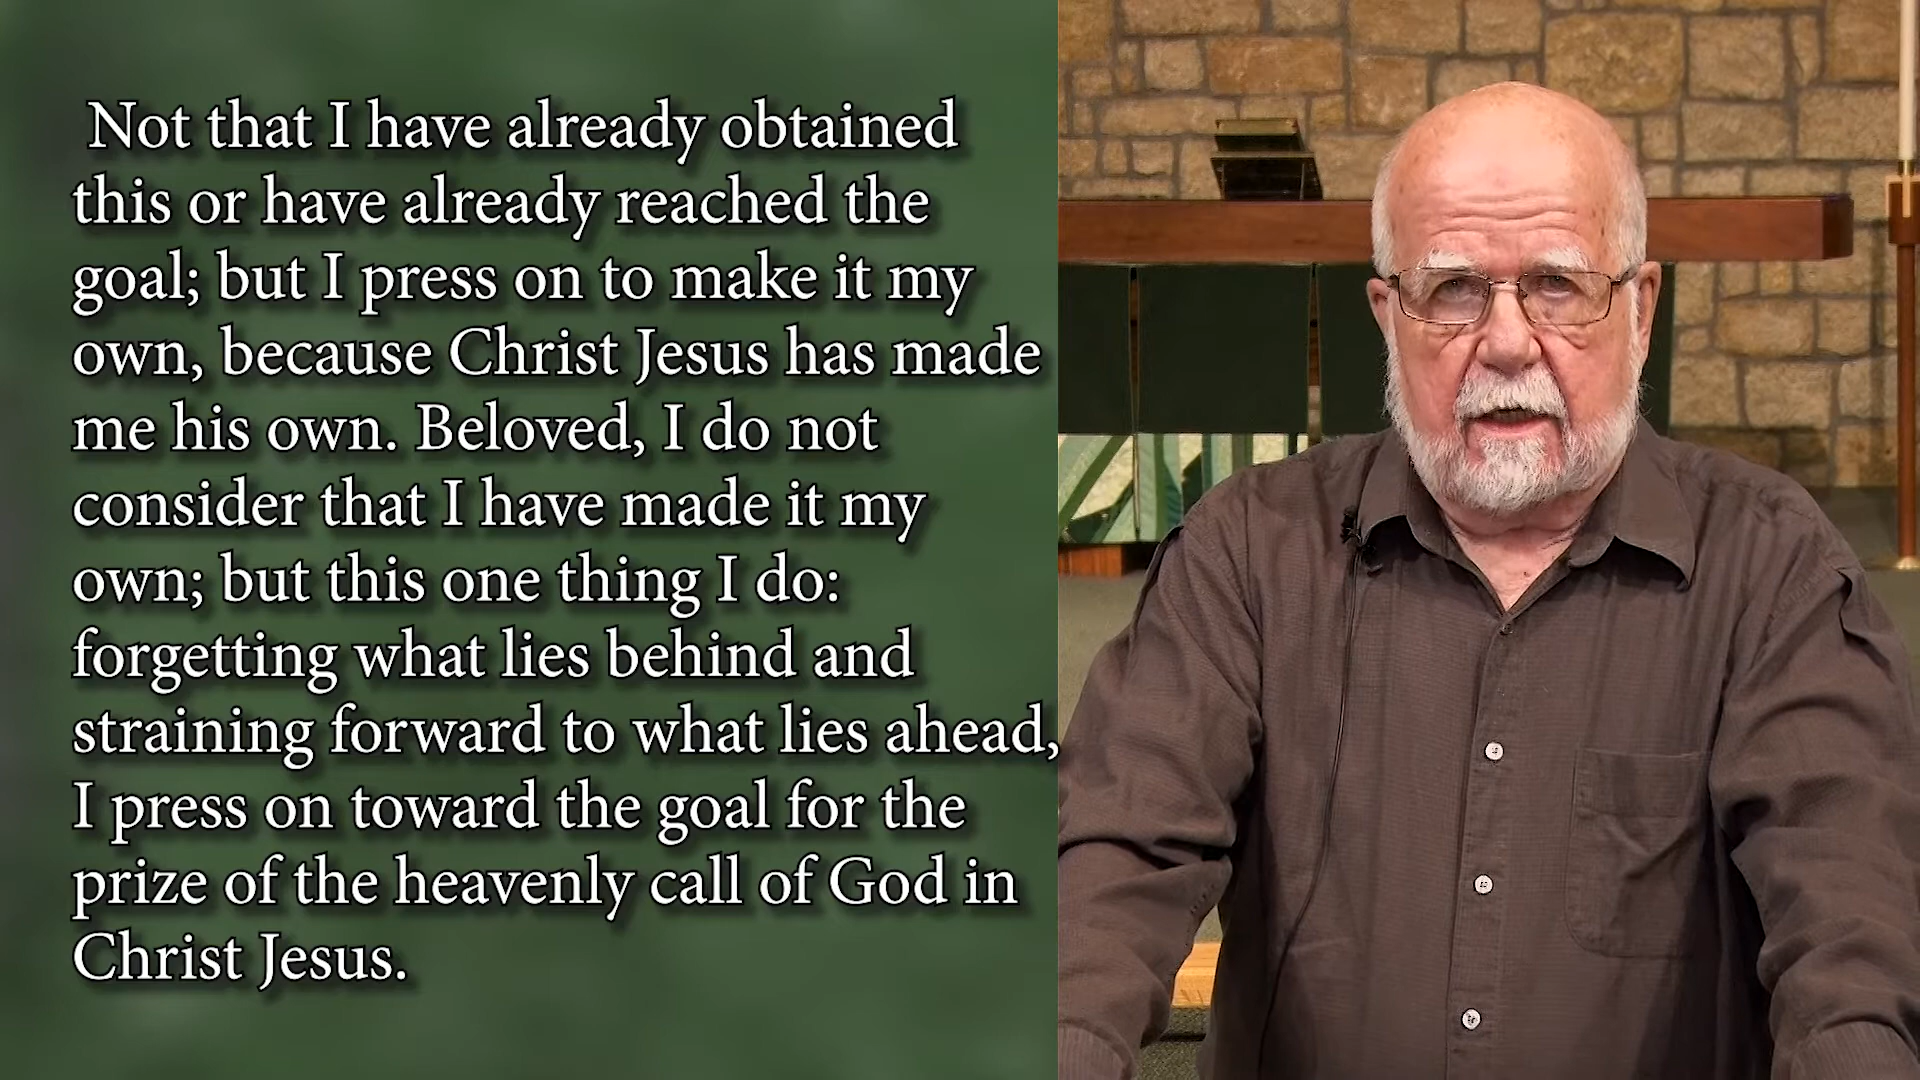 Not that I have already obtained
this or have already reached the
goal; but I press on to make it my
own, because Christ Jesus has made
me his own. Beloved, I do not
consider that I have made it my
own; but this one thing I do:
forgetting what lies behind and
straining forward to what lies ahead,
I press on toward the goal for the
prize of the heavenly call of God in
Christ Jesus.